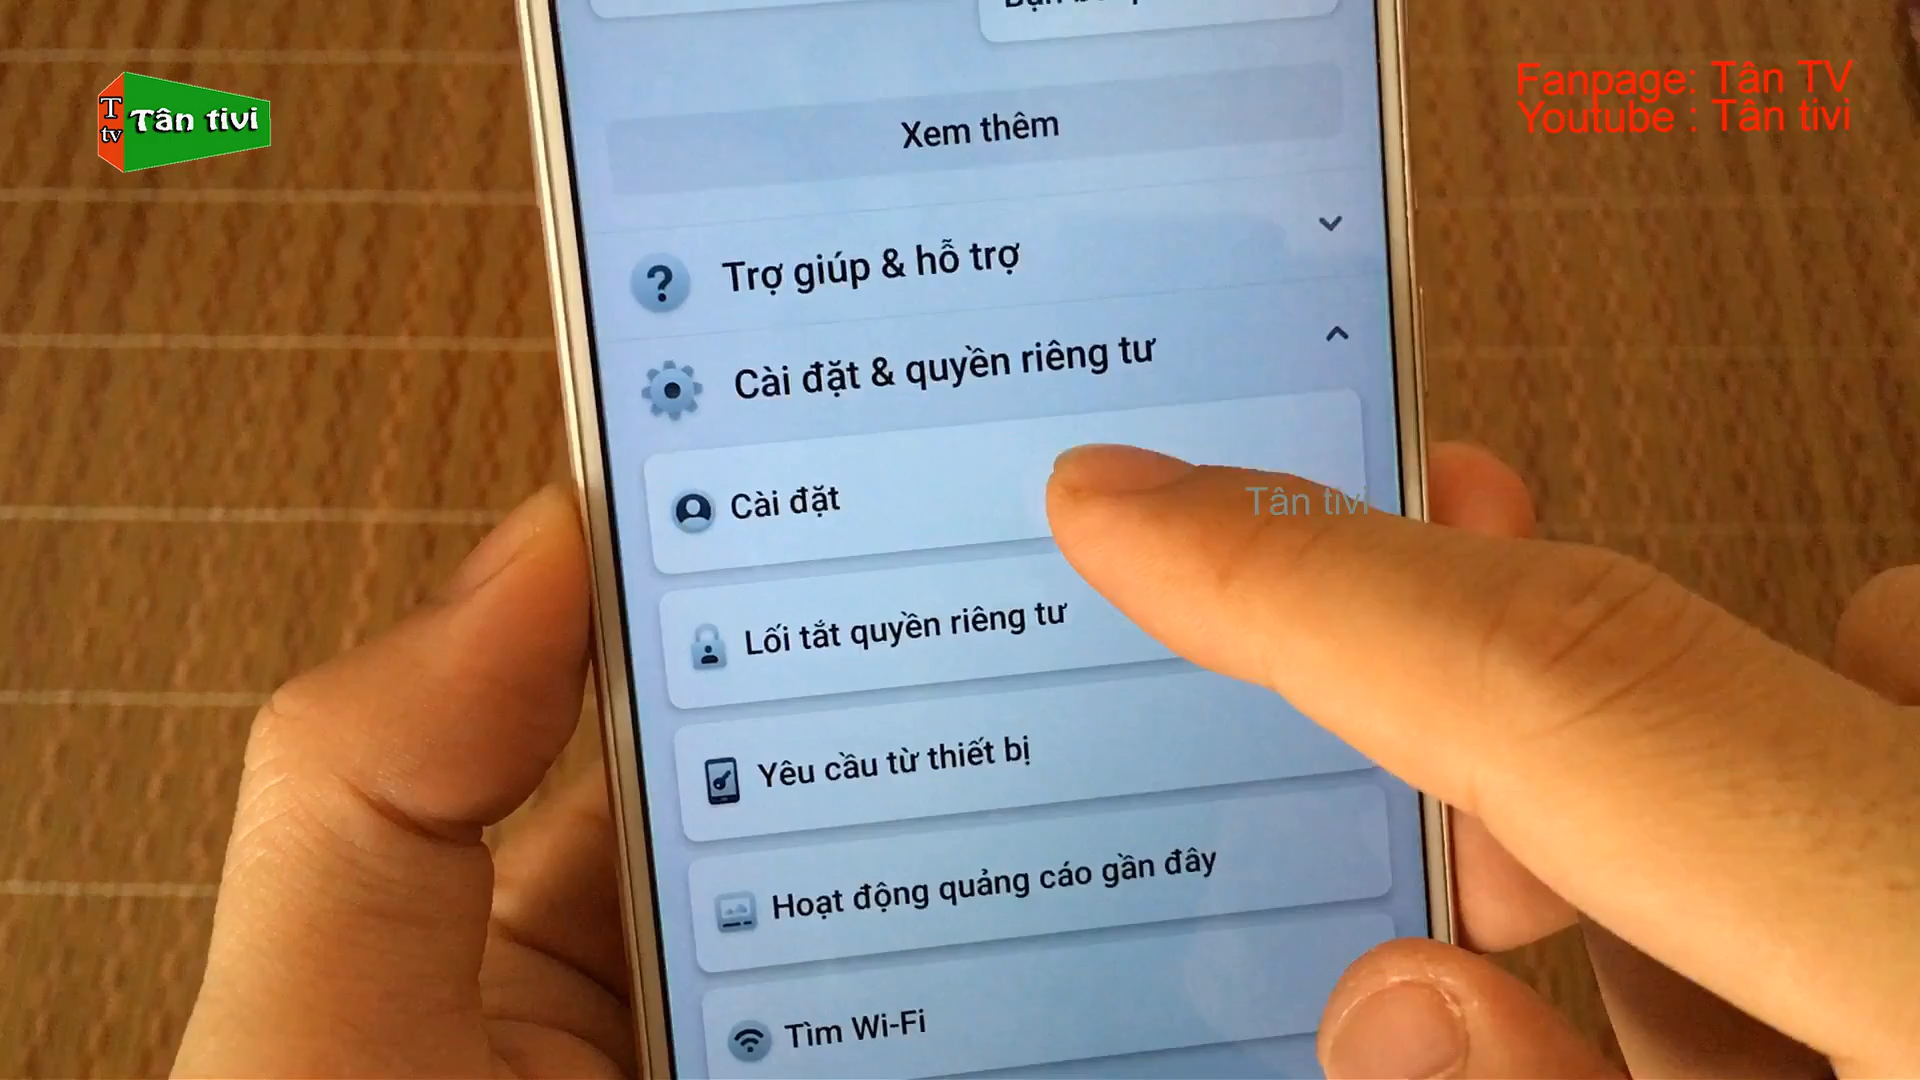 T
tv
Tân tivi
Fanpage: Tân TV
Youtube : Tân tivi
Xem thêm
Trợ giúp & hỗ trợ
Cài đặt & quyền riêng tư
Cài đặt
Tân tivi
Lối tắt quyền riêng tư
Yêu cầu từ thiết bị
Hoạt động quảng cáo gần đây
Tìm Wi-Fi